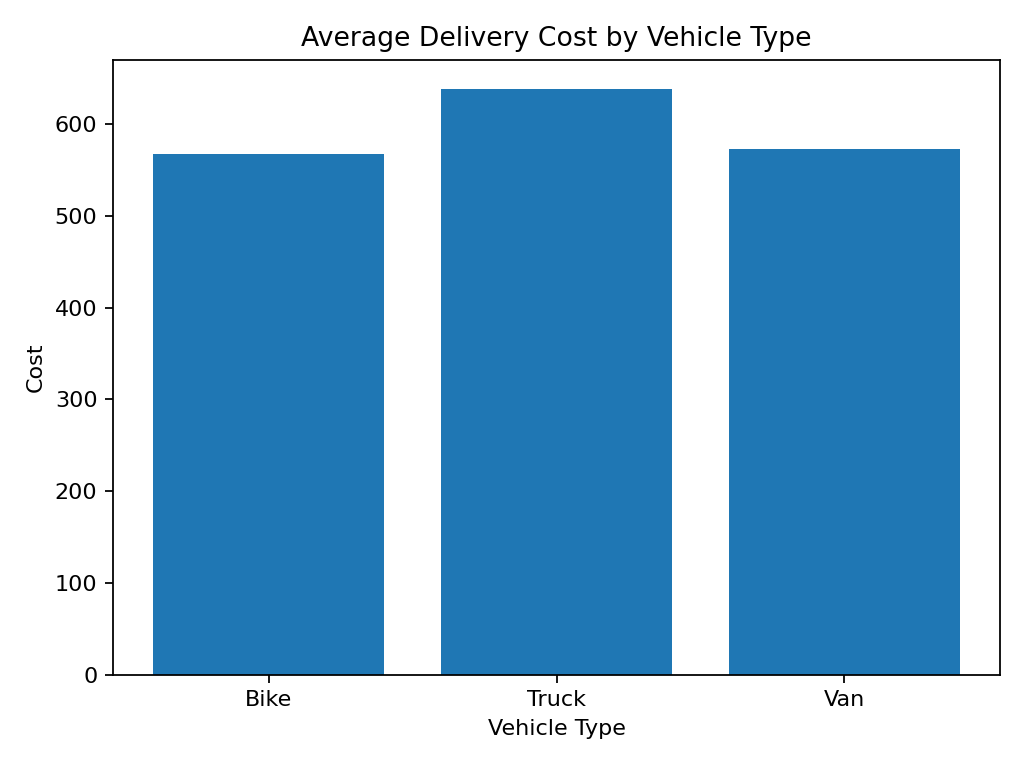 Average Delivery Cost by Vehicle Type
600
500
400
300
200
100
0
Cost
Bike
Truck
Van
Vehicle Type